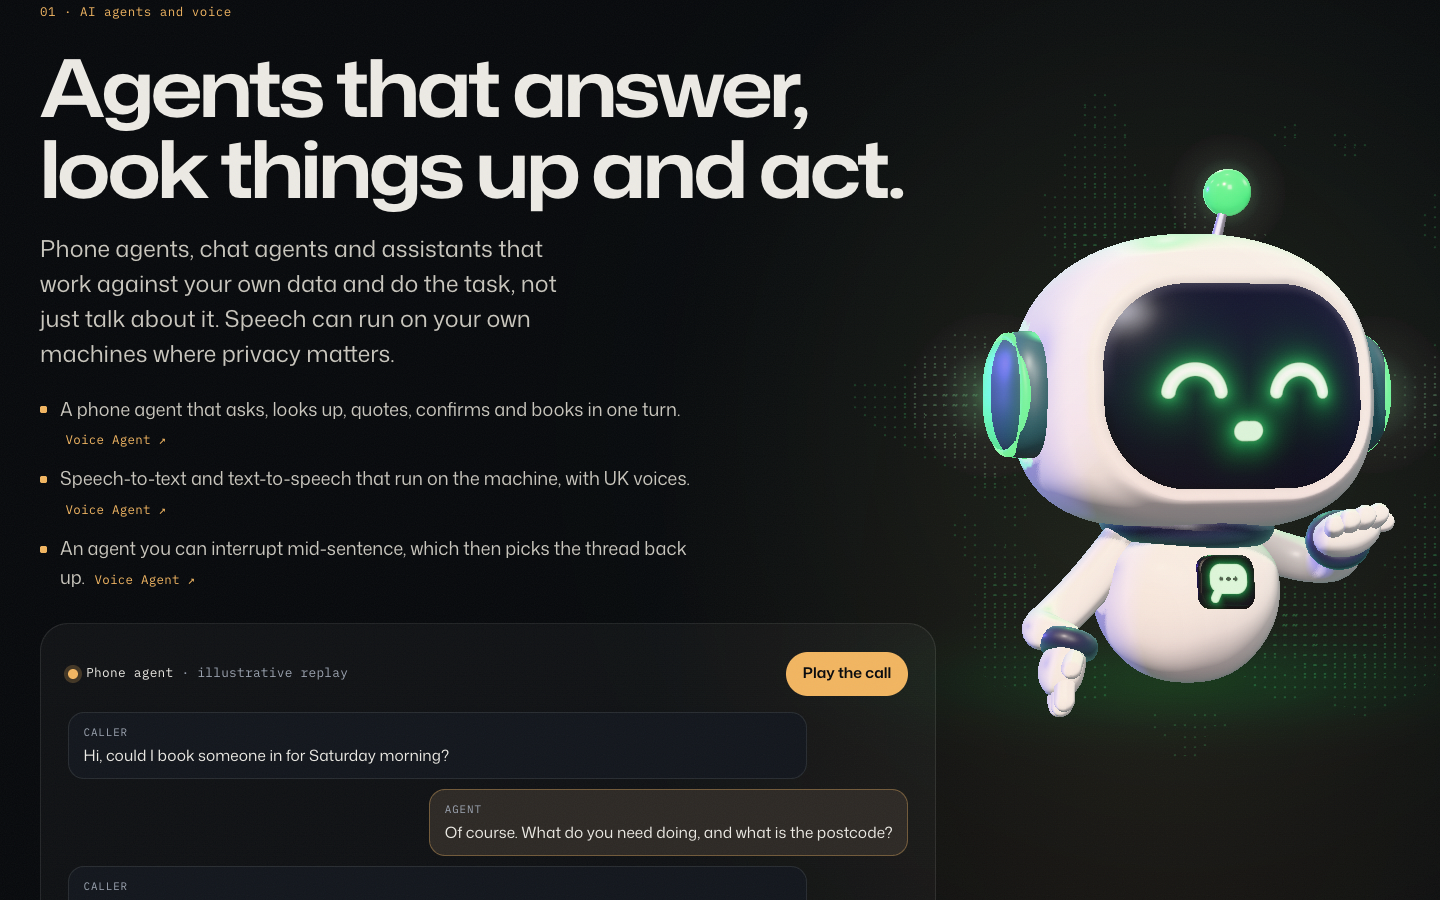 01 · AI agents and voice
Agents that answer,
look things up and act.
Phone agents, chat agents and assistants that
work against your own data and do the task, not
just talk about it. Speech can run on your own
machines where privacy matters.
A phone agent that asks, looks up, quotes, confirms and books in one turn.
Voice Agent ↗
Speech-to-text and text-to-speech that run on the machine, with UK voices.
Voice Agent ↗
An agent you can interrupt mid-sentence, which then picks the thread back
up. Voice Agent ↗
Phone agent · illustrative replay
Play the call
CALLER
Hi, could I book someone in for Saturday morning?
AGENT
Of course. What do you need doing, and what is the postcode?
CALLER